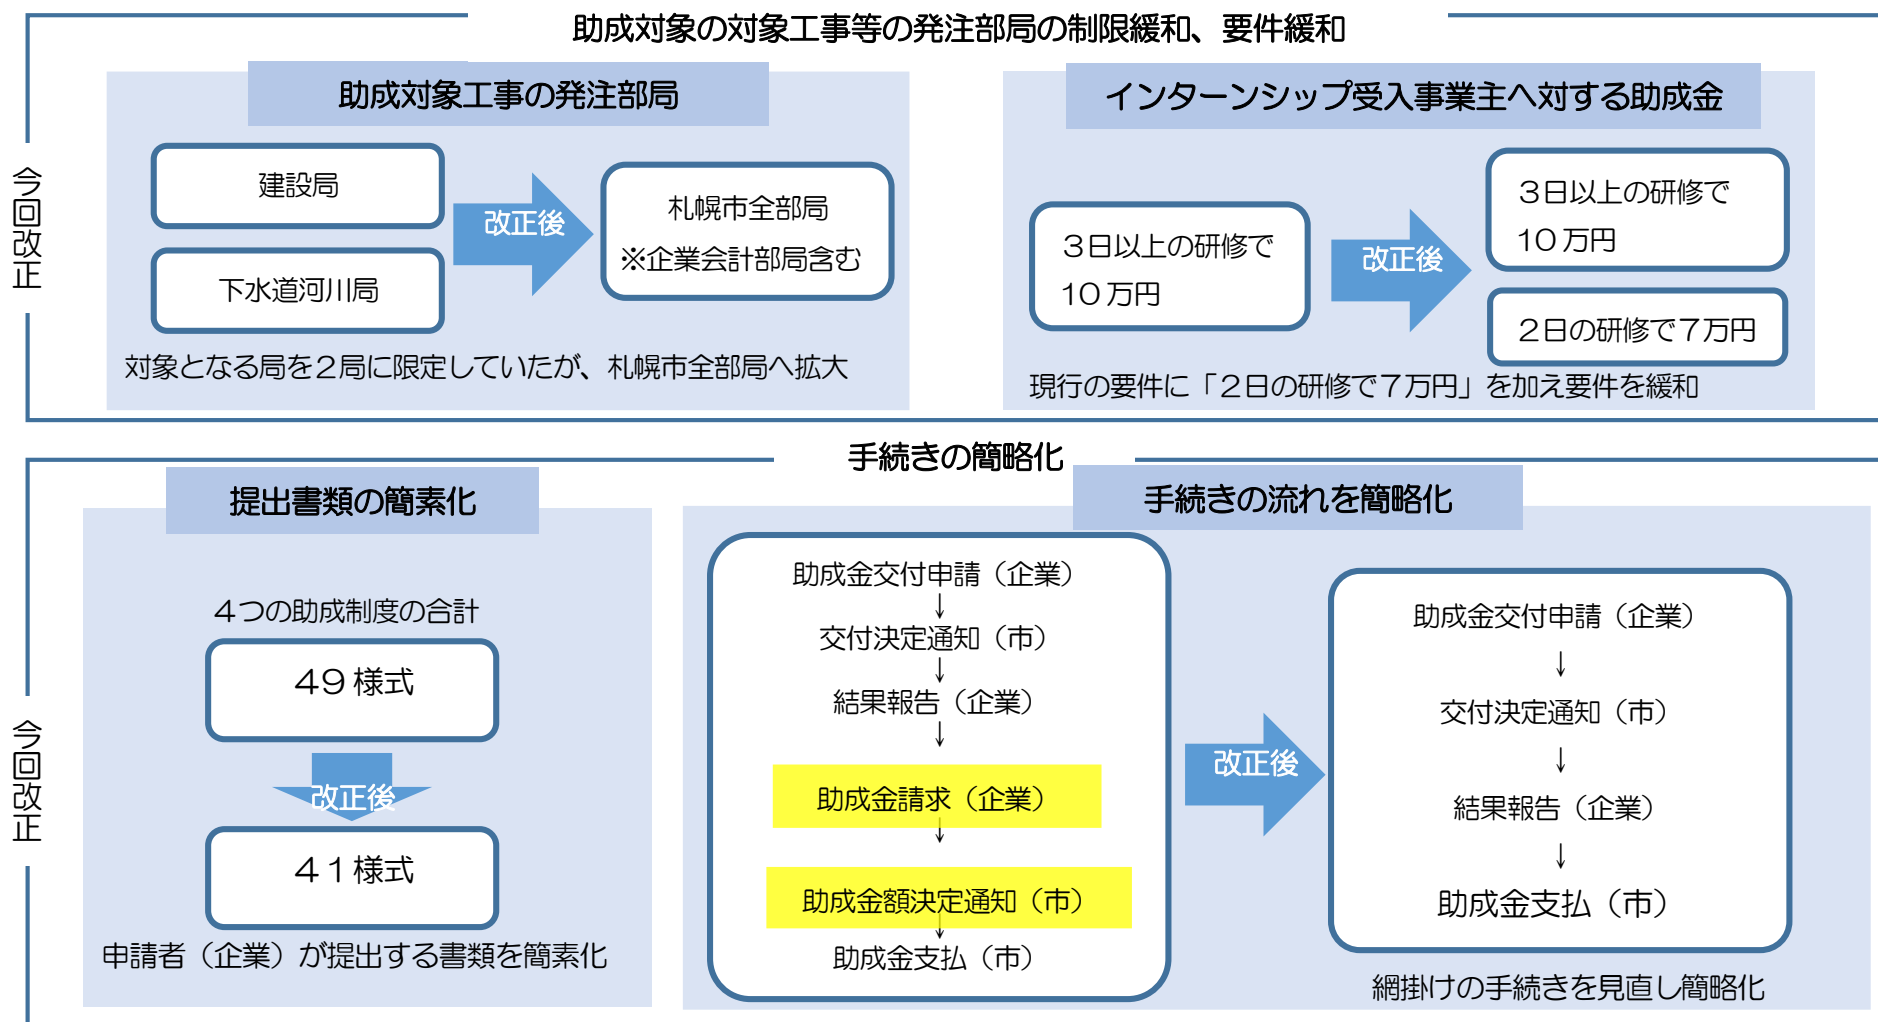 助成対象の対象工事等の発注部局の制限緩和、要件緩和
今回改正
助成対象工事の発注部局
建設局
下水道河川局
改正後
札幌市全部局
※企業会計部局含む
対象となる局を２局に限定していたが、札幌市全部局へ拡大
インターンシップ受入事業主へ対する助成金
３日以上の研修で
10万円
改正後
３日以上の研修で
10万円
２日の研修で７万円
現行の要件に「２日の研修で７万円」を加え要件を緩和
手続きの簡略化
今回改正
提出書類の簡素化
４つの助成制度の合計
４９様式
改正後
４１様式
申請者（企業）が提出する書類を簡素化
手続きの流れを簡略化
助成金交付申請（企業）
↓
交付決定通知（市）
↓
結果報告（企業）
↓
助成金請求（企業）
↓
助成金額決定通知（市）
↓
助成金支払（市）
改正後
助成金交付申請（企業）
↓
交付決定通知（市）
↓
結果報告（企業）
↓
助成金支払（市）
網掛けの手続きを見直し簡略化